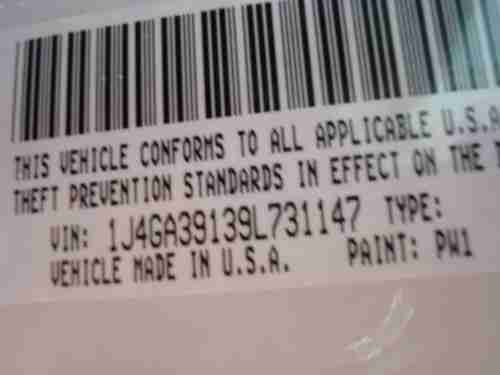 THIS VEHICLE CONFORMS TO ALL APPLICABLE U.S.A
THEFT PREVENTION STANDARDS IN EFFECT ON THE
VIN: 1J4GA39139L731147 TYPE:
VEHICLE MADE IN U.S.A. PAINT: PW1